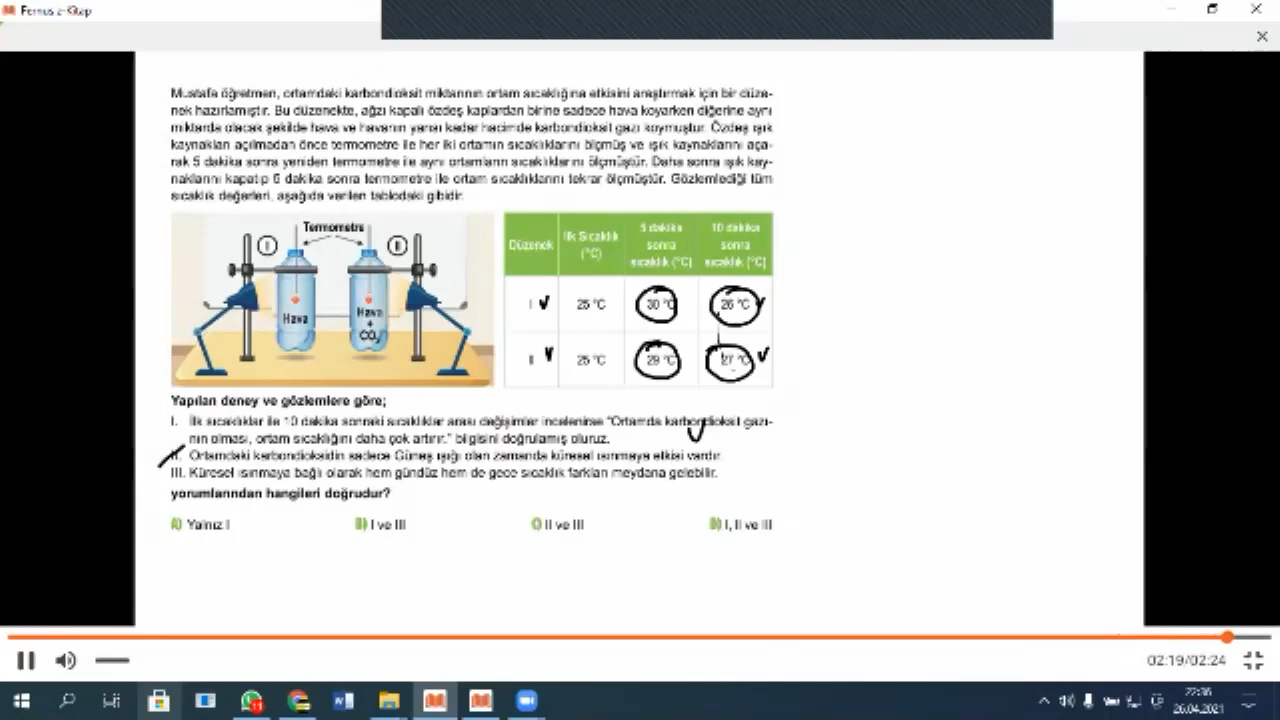 Fernus z-Kitap
Mustafa öğretmen, ortamdaki karbondioksit miktarının ortam sıcaklığına etkisini araştırmak için bir düze-
nek hazırlamıştır. Bu düzenekte, ağzı kapalı özdeş kaplardan birine sadece hava koyarken diğerine aynı
miktarda olacak şekilde hava ve havanın yarısı kadar hacimde karbondioksit gazı koymuştur. Özdeş ışık
kaynakları açılmadan önce termometre ile her iki ortamın sıcaklıklarını ölçmüş ve ışık kaynaklarını aça-
rak 5 dakika sonra yeniden termometre ile aynı ortamların sıcaklıklarını ölçmüştür. Daha sonra ışık kay-
naklarını kapatıp 5 dakika sonra termometre ile ortam sıcaklıklarını tekrar ölçmüştür. Gözlemlediği tüm
sıcaklık değerleri, aşağıda verilen tablodaki gibidir.
Termometre
I
II
Hava
Hava
+
CO₂
Düzenek
İlk Sıcaklık
(°C)
5 dakika
sonra
sıcaklık (°C)
10 dakika
sonra
sıcaklık (°C)
I
25 °C
30 °C
26 °C
II
25 °C
29 °C
27 °C
Yapılan deney ve gözlemlere göre;
I. İlk sıcaklıklar ile 10 dakika sonraki sıcaklıklar arası değişimler incelenirse "Ortamda karbondioksit gazı-
nın olması, ortam sıcaklığını daha çok artırır." bilgisini doğrulamış oluruz.
II. Ortamdaki karbondioksidin sadece Güneş ışığı olan zamanda küresel ısınmaya etkisi vardır.
III. Küresel ısınmaya bağlı olarak hem gündüz hem de gece sıcaklık farkları meydana gelebilir.
yorumlarından hangileri doğrudur?
A) Yalnız I
B) I ve III
C) II ve III
D) I, II ve III
02:19/02:24
11
22:36
26.04.2021